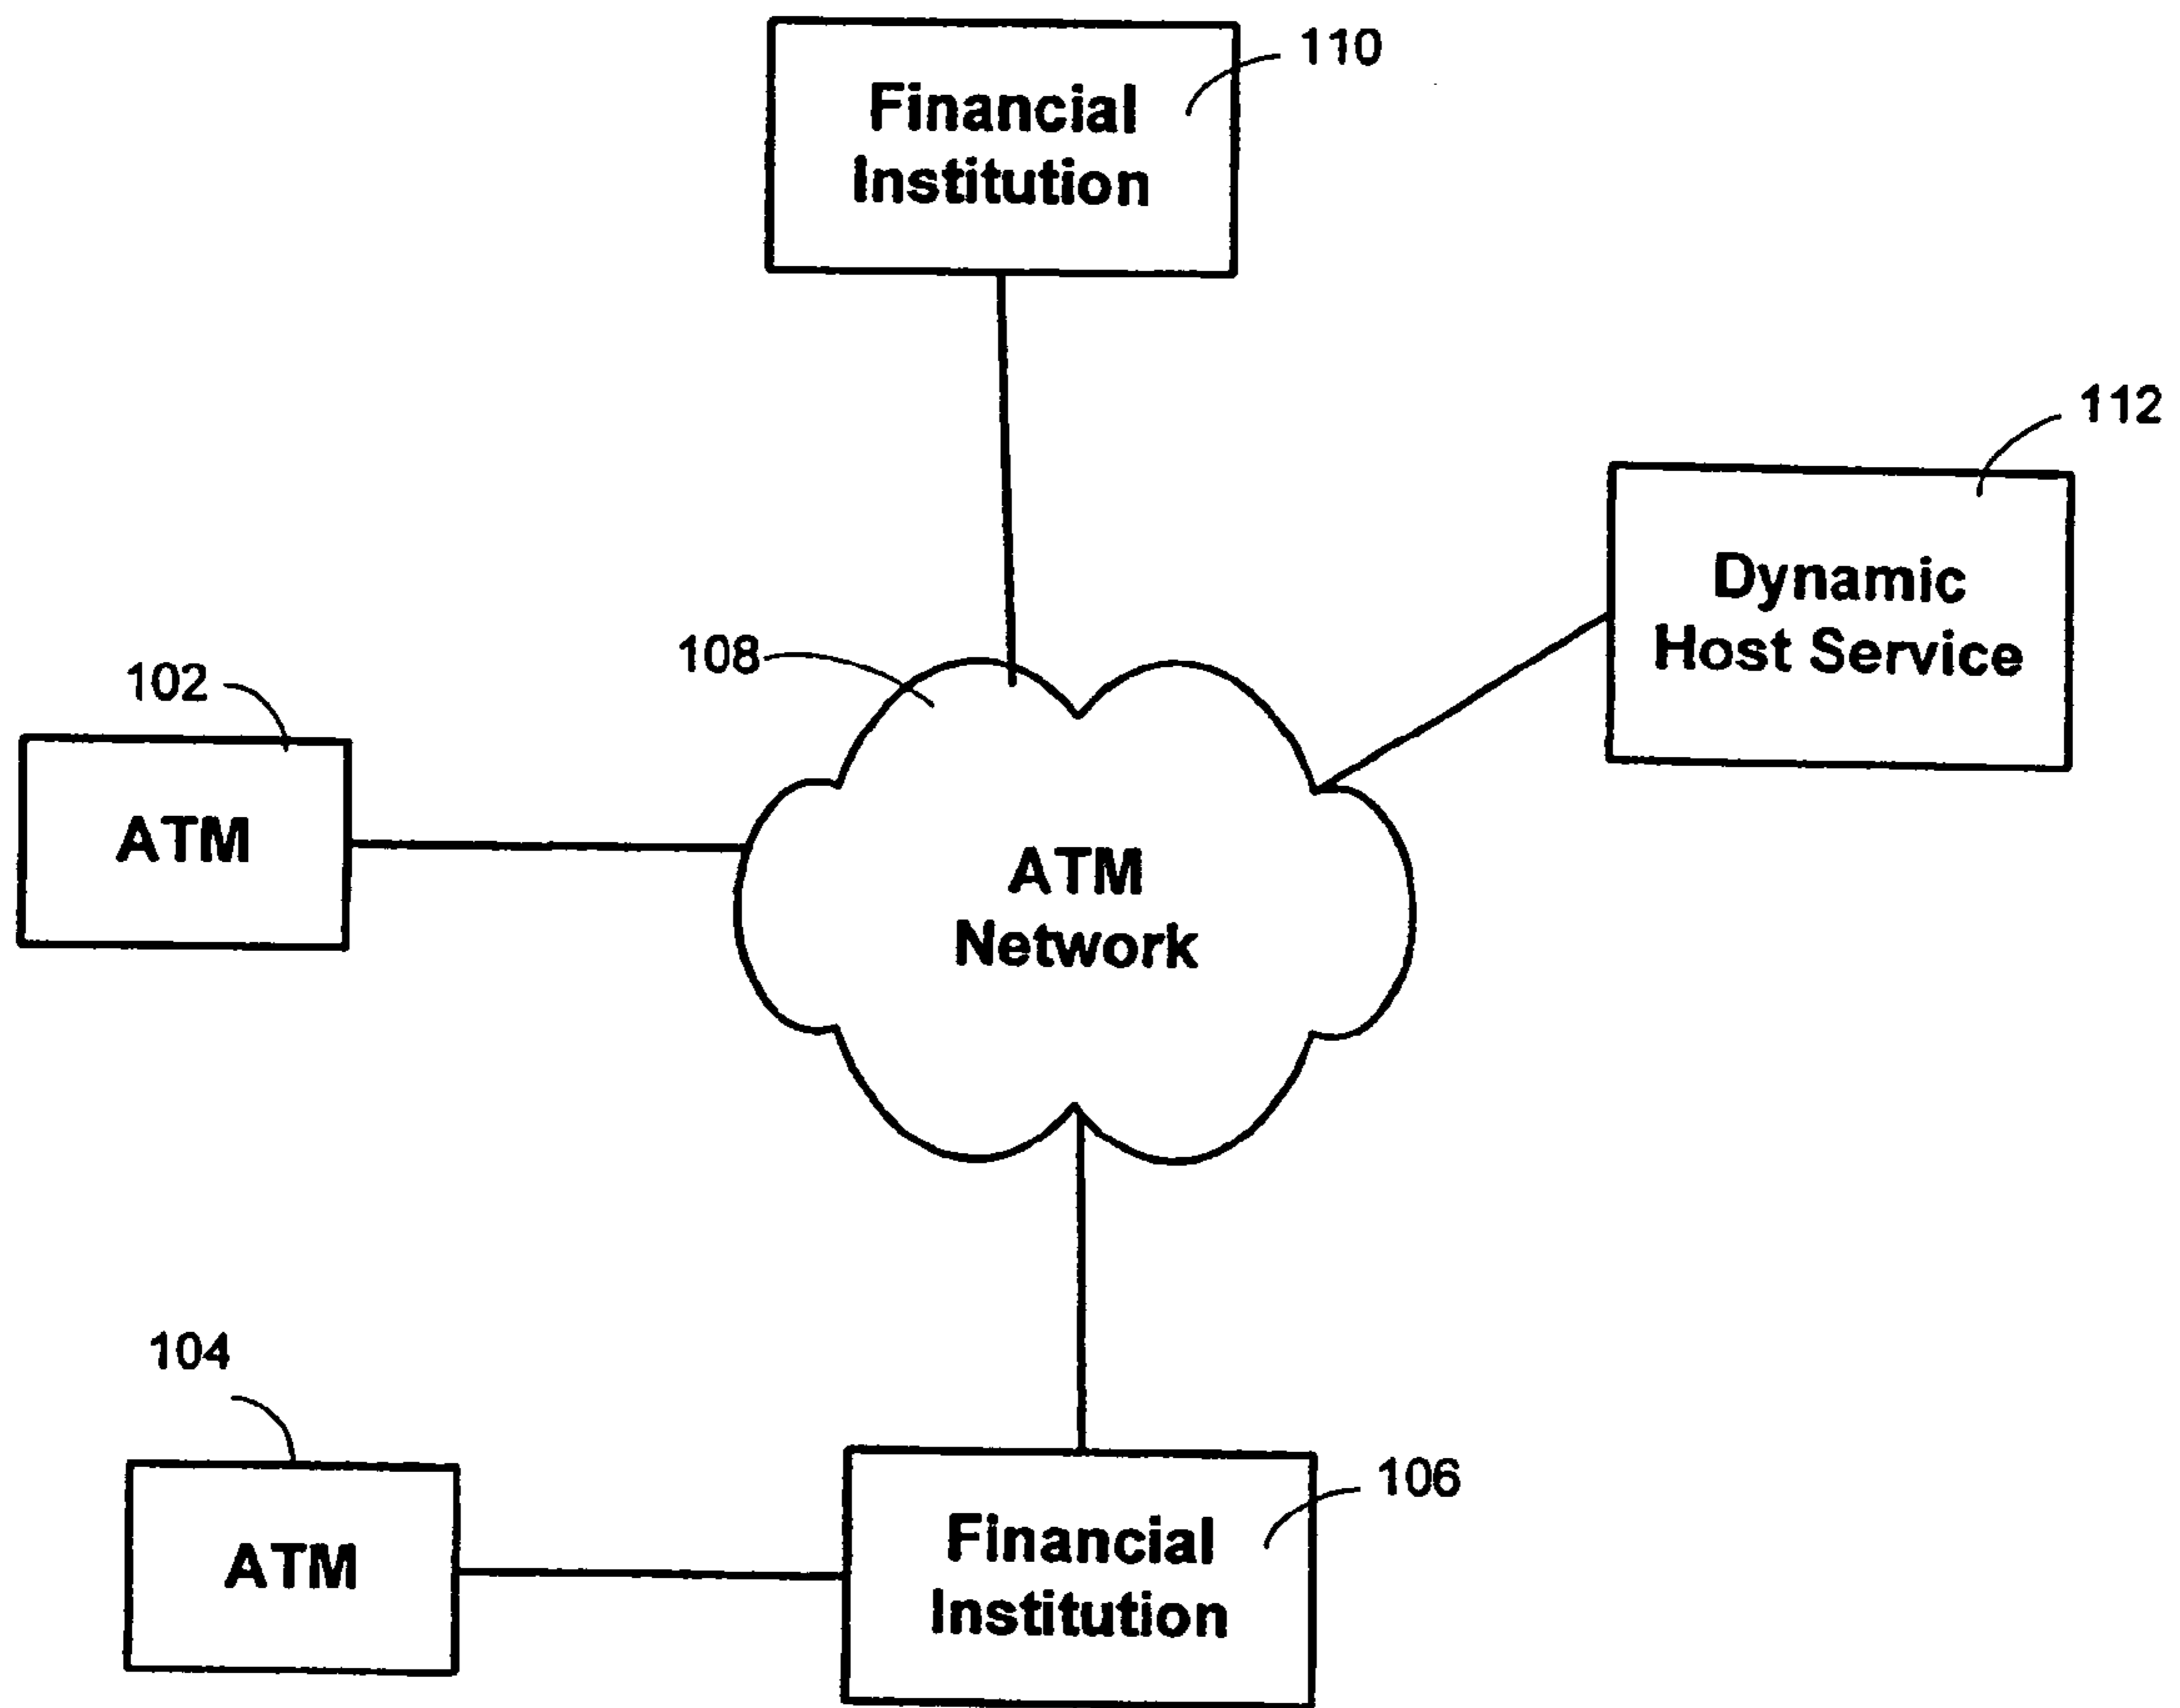 110
Financial
Institution
112
Dynamic
Host Service
108
102
ATM
ATM
Network
104
106
ATM
Financial
Institution